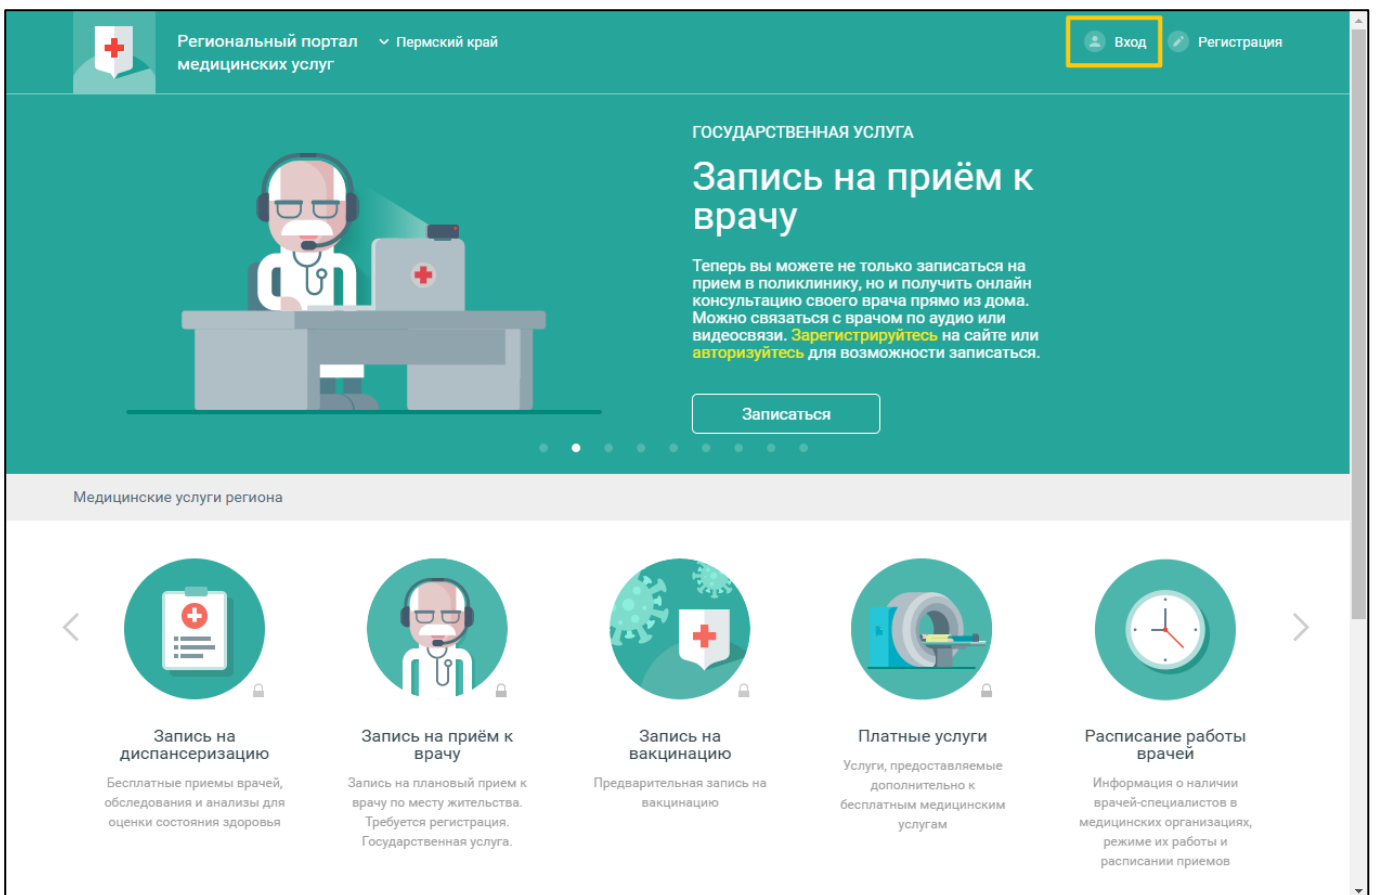 Региональный портал
медицинских услуг
Пермский край
Вход
Регистрация
ГОСУДАРСТВЕННАЯ УСЛУГА
Запись на приём к
врачу
Теперь вы можете не только записаться на
прием в поликлинику, но и получить онлайн
консультацию своего врача прямо из дома.
Можно связаться с врачом по аудио или
видеосвязи. Зарегистрируйтесь на сайте или
авторизуйтесь для возможности записаться.
Записаться
Медицинские услуги региона
Запись на
диспансеризацию
Бесплатные приемы врачей,
обследования и анализы для
оценки состояния здоровья
Запись на приём к
врачу
Запись на плановый прием к
врачу по месту жительства.
Требуется регистрация.
Государственная услуга.
Запись на
вакцинацию
Предварительная запись на
вакцинацию
Платные услуги
Услуги, предоставляемые
дополнительно к
бесплатным медицинским
услугам
Расписание работы
врачей
Информация о наличии
врачей-специалистов в
медицинских организациях,
режиме их работы и
расписании приемов